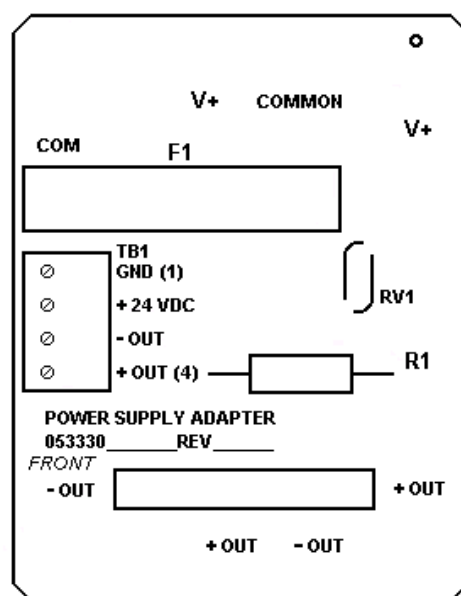 V+ COMMON
V+
COM
F1
TB1
GND (1)
+ 24 VDC
RV1
- OUT
+ OUT (4)
R1
POWER SUPPLY ADAPTER
053330_______REV_____
FRONT
- OUT
+ OUT
+ OUT - OUT